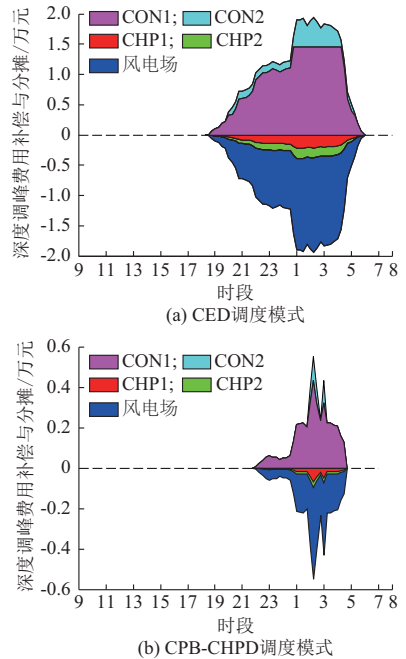 2.0
1.5
1.0
0.5
0
-0.5
-1.0
-1.5
-2.0
深度调峰费用补偿与分摊/万元
CON1; CON2
CHP1; CHP2
风电场
9 11 13 15 17 19 21 23 1 3 5 7 8
时段
(a) CED调度模式
0.6
0.4
0.2
0
-0.2
-0.4
-0.6
深度调峰费用补偿与分摊/万元
CON1; CON2
CHP1; CHP2
风电场
9 11 13 15 17 19 21 23 1 3 5 7 8
时段
(b) CPB-CHPD调度模式